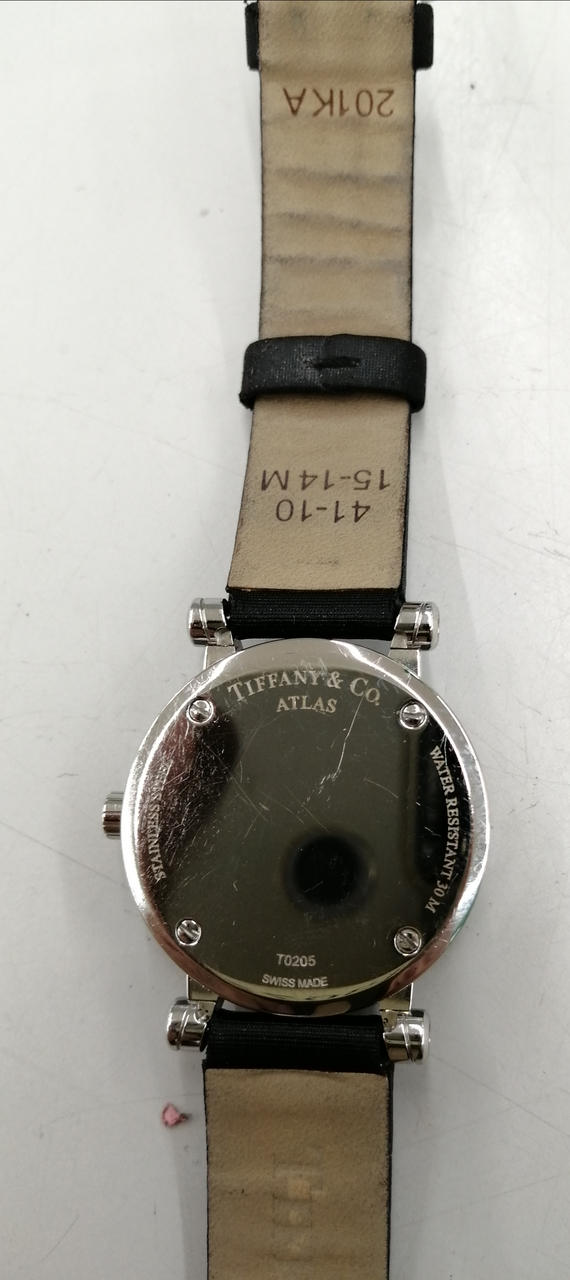 201KA
41-10
15-14M
TIFFANY & CO.
ATLAS
WATER RESISTANT 30 M
STAINLESS STEEL
T0205
SWISS MADE